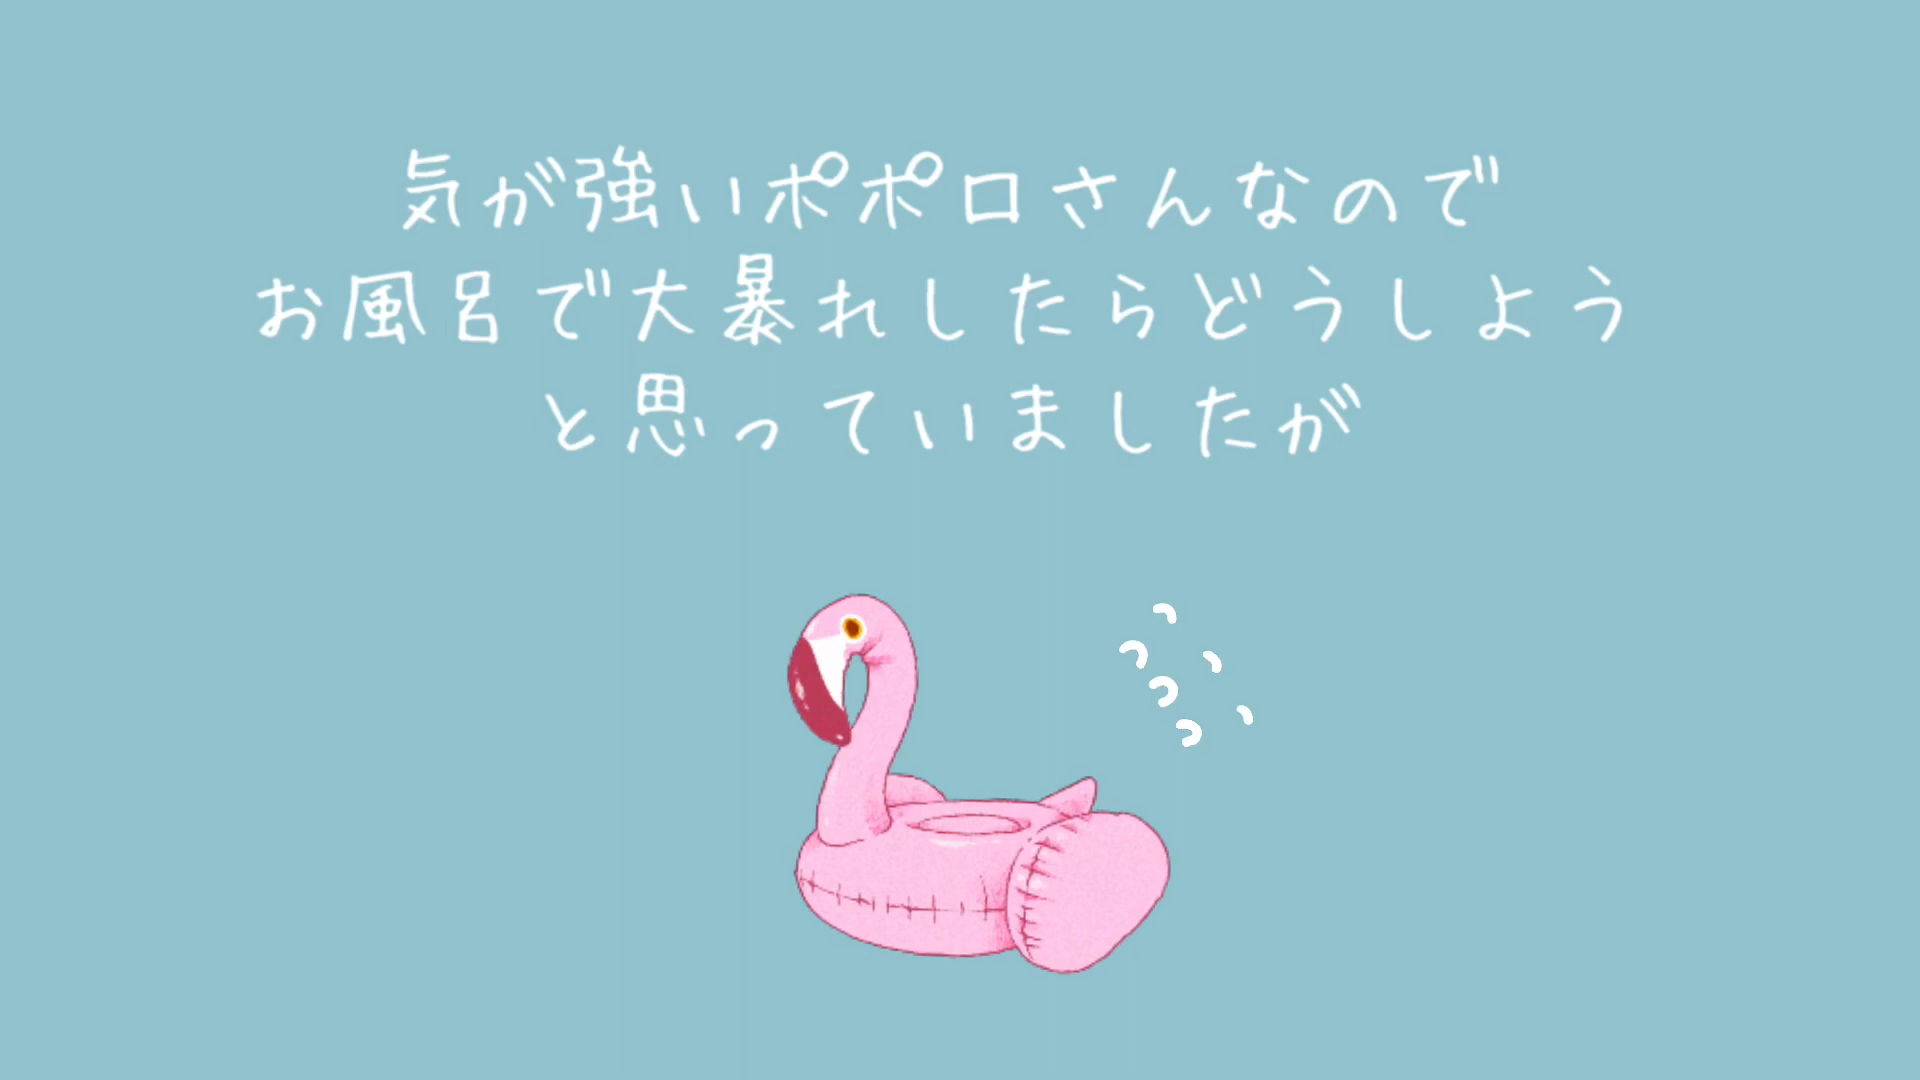 気が強いポポロさんなので
お風呂で大暴れしたらどうしよう
と思っていましたが